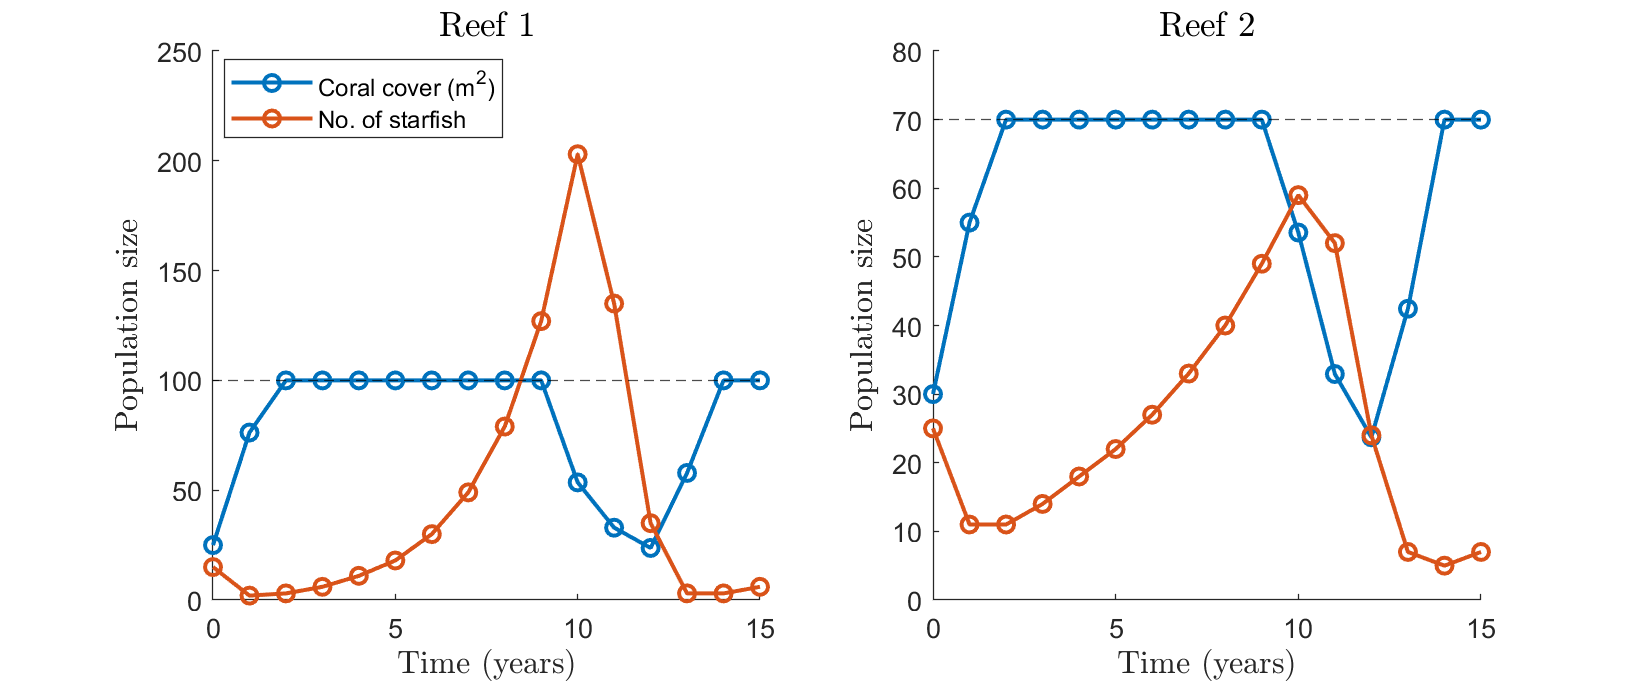 Reef 1
Population size
250
200
150
100
50
0
Coral cover (m²)
No. of starfish
0 5 10 15
Time (years)
Reef 2
Population size
80
70
60
50
40
30
20
10
0
0 5 10 15
Time (years)